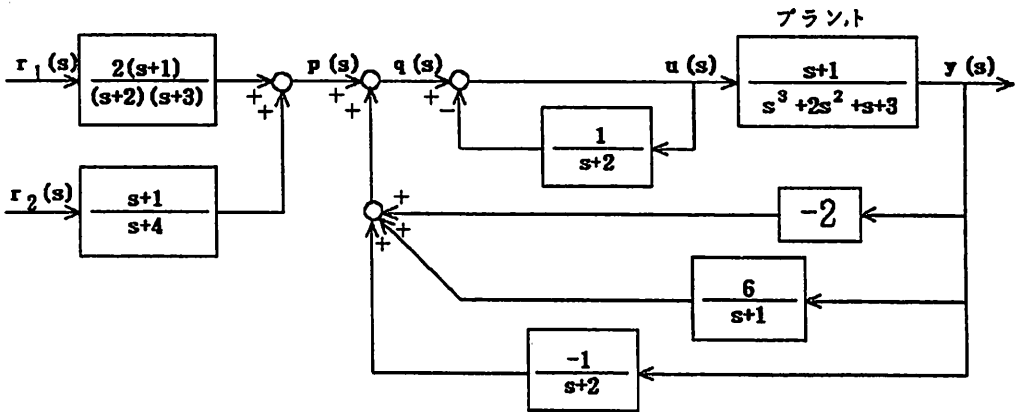 プラント
r₁(s)
2(s+1)
(s+2)(s+3)
+
+
p(s)
+
+
q(s)
+
−
u(s)
s+1
s³+2s²+s+3
y(s)
1
s+2
r₂(s)
s+1
s+4
+
+
+
-2
6
s+1
-1
s+2